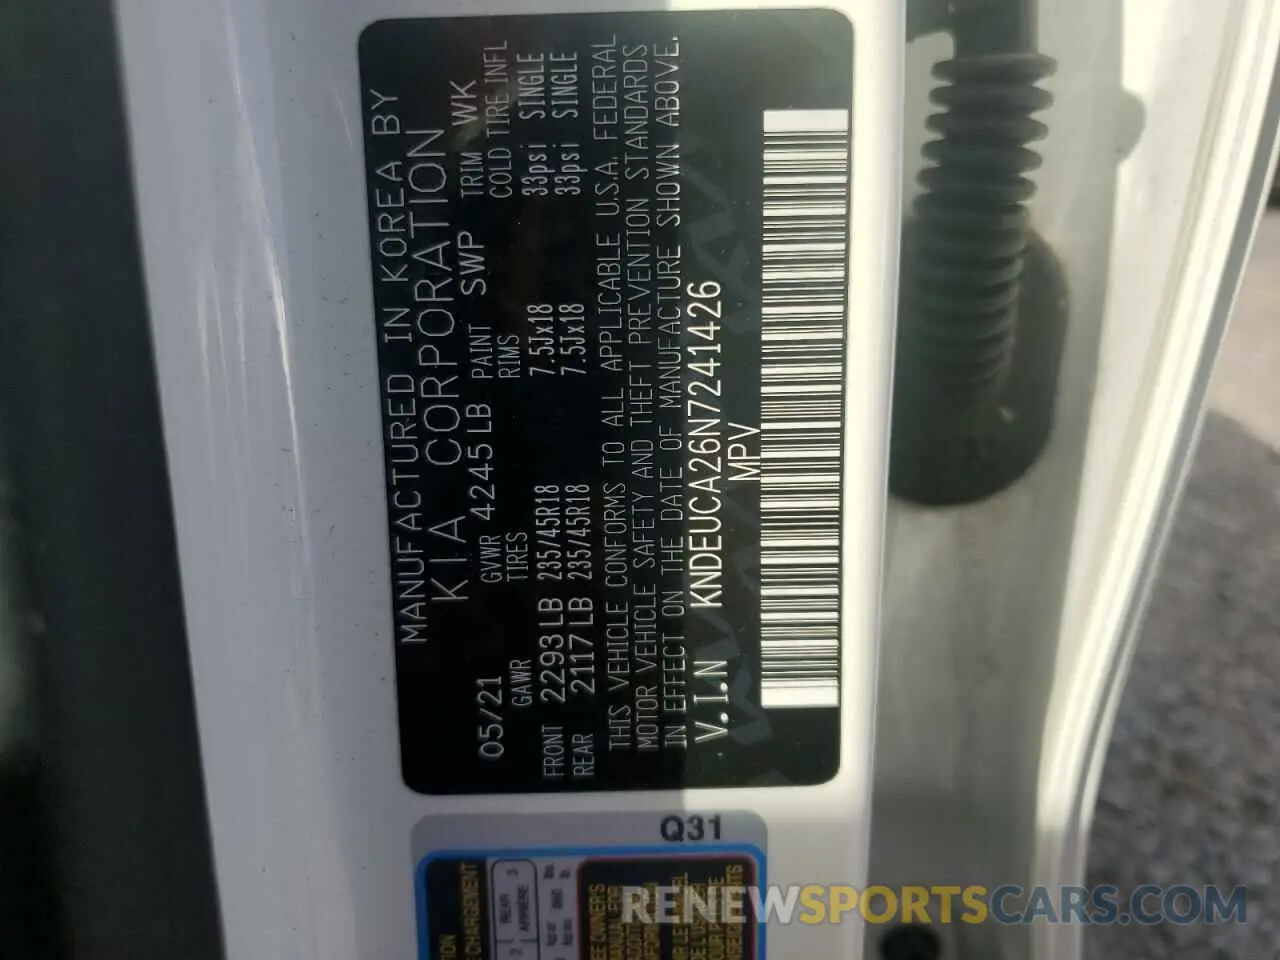 MANUFACTURED IN KOREA BY
KIA CORPORATION
05/21 GVWR 4245LB PAINT SWP TRIM WK
GAWR TIRES RIMS COLD TIRE INFL
FRONT 2293LB 235/45R18 7.5Jx18 33psi SINGLE
REAR 2117LB 235/45R18 7.5Jx18 33psi SINGLE
THIS VEHICLE CONFORMS TO ALL APPLICABLE U.S.A. FEDERAL
MOTOR VEHICLE SAFETY AND THEFT PREVENTION STANDARDS
IN EFFECT ON THE DATE OF MANUFACTURE SHOWN ABOVE.
V.I.N KNDEUCA26N7241426
MPV
Q31
REAR 3
ARRIÈRE
RENEWSPORTSCARS.COM